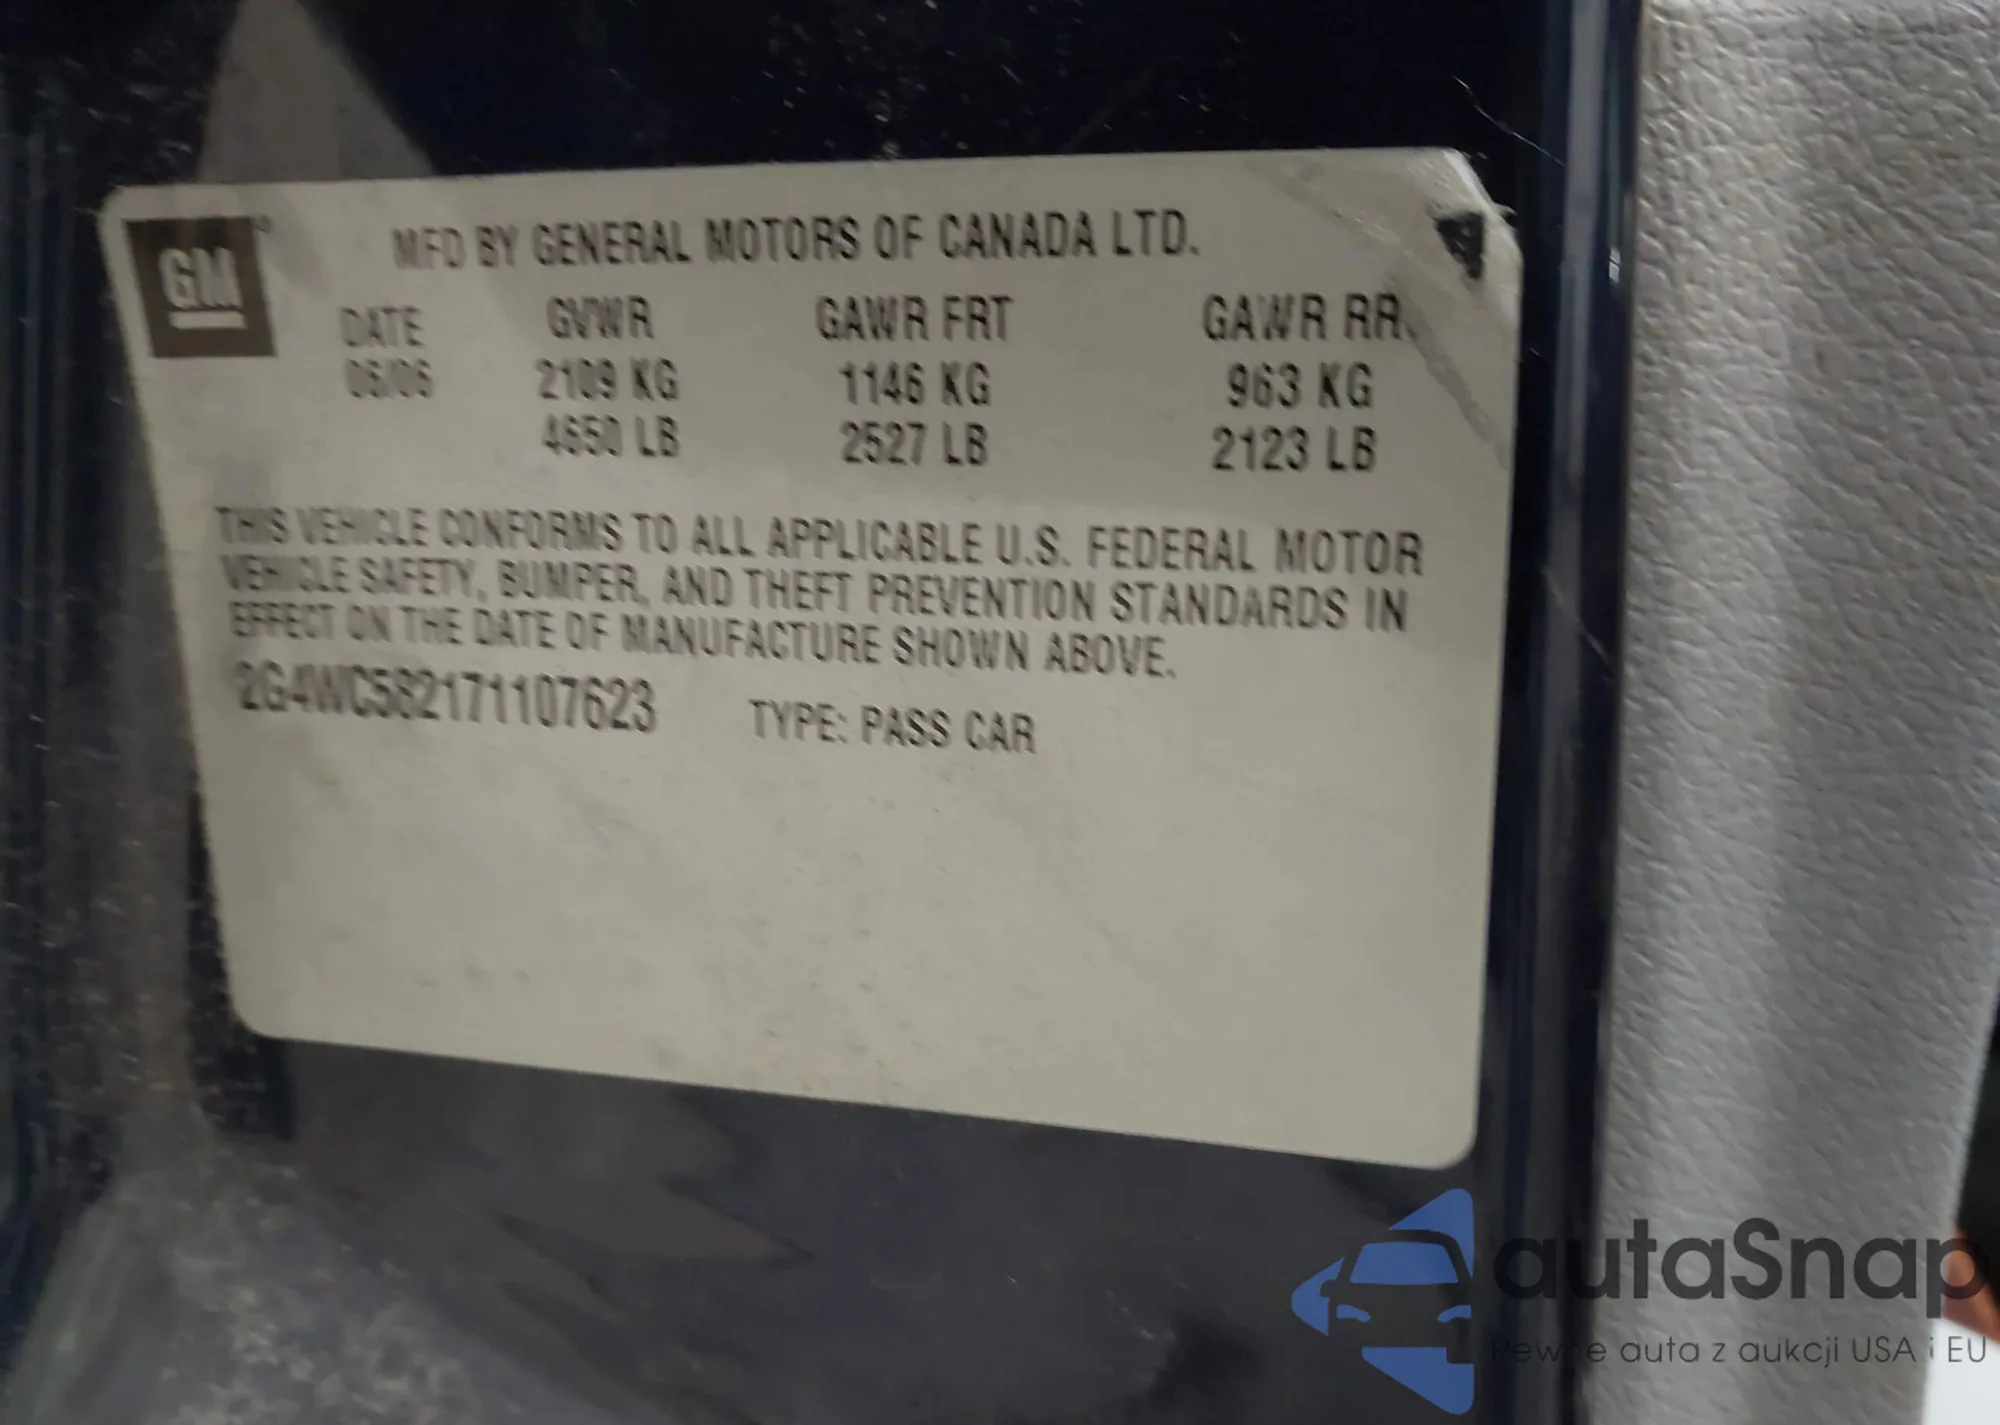 GM
MFD BY GENERAL MOTORS OF CANADA LTD.
DATE GVWR GAWR FRT GAWR RR
06/06 2109 KG 1146 KG 963 KG
4650 LB 2527 LB 2123 LB
THIS VEHICLE CONFORMS TO ALL APPLICABLE U.S. FEDERAL MOTOR
VEHICLE SAFETY, BUMPER, AND THEFT PREVENTION STANDARDS IN
EFFECT ON THE DATE OF MANUFACTURE SHOWN ABOVE.
2G4WC582171107623 TYPE: PASS CAR
autaSnap
Pewne auta z aukcji USA i EU